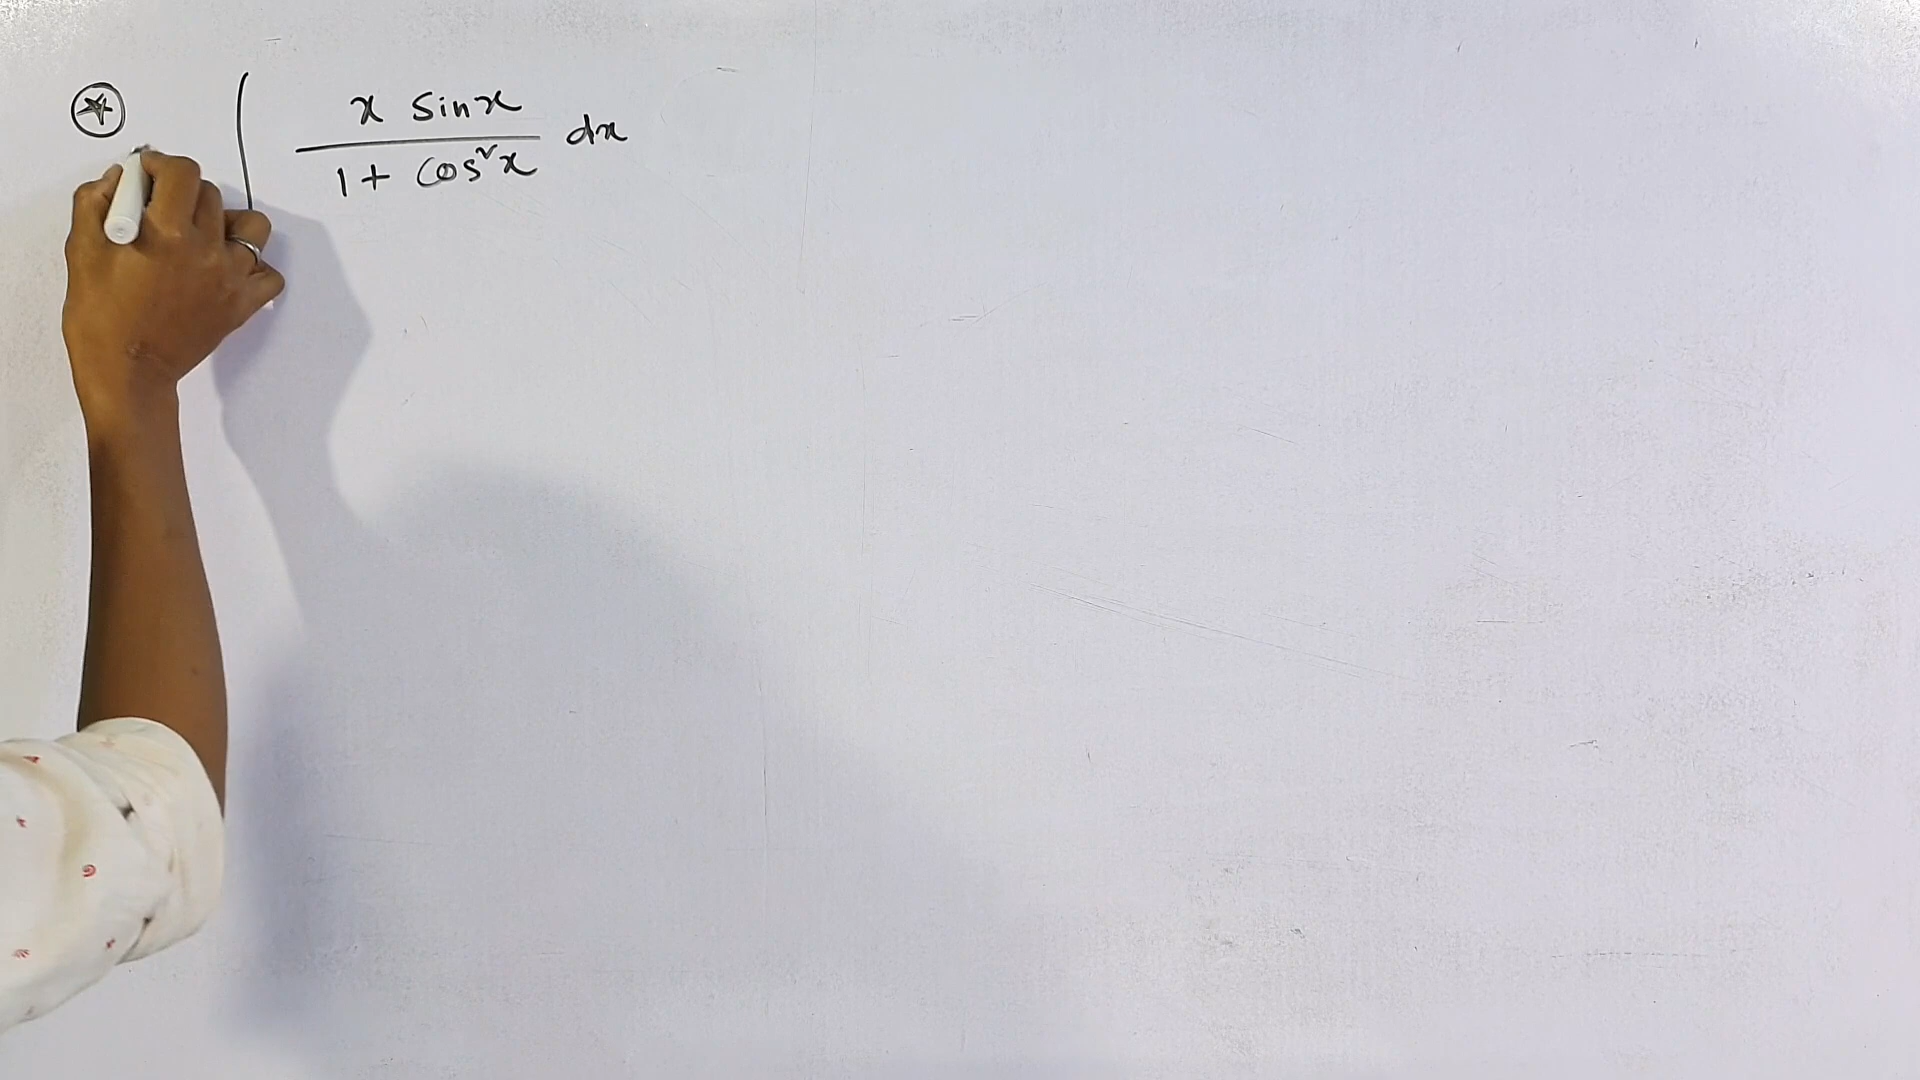 ∫ x sinx / 1 + cos²x dx